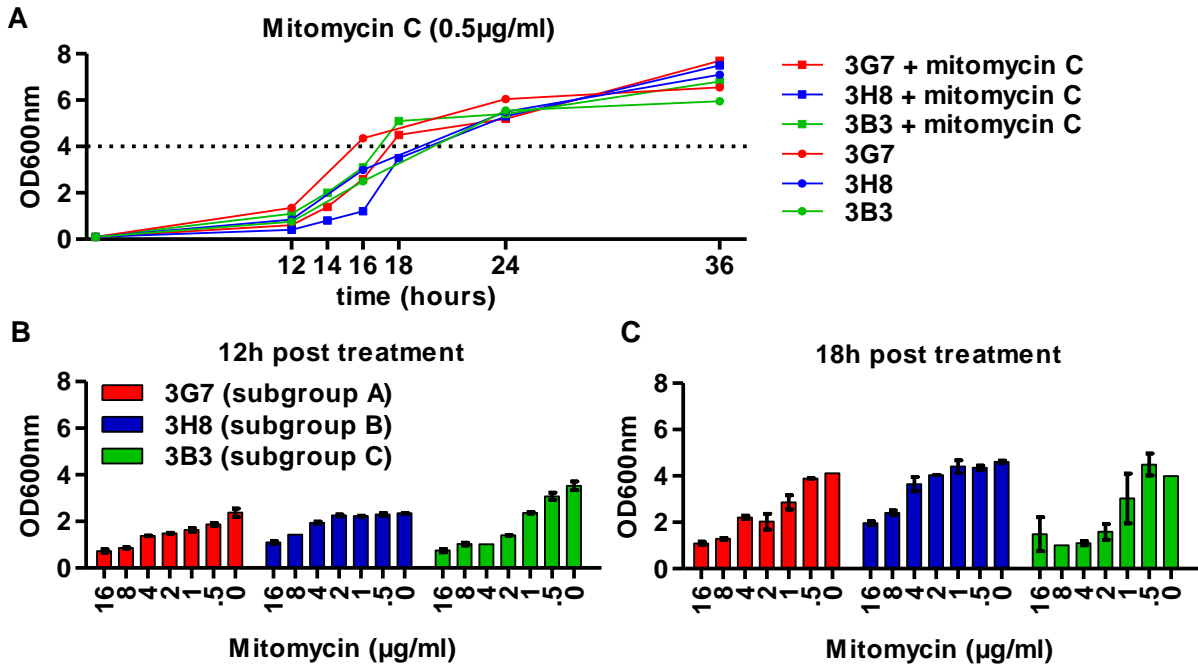 A
Mitomycin C (0.5µg/ml)
OD600nm
8
6
4
2
0
12 14 16 18 24 36
time (hours)
3G7 + mitomycin C
3H8 + mitomycin C
3B3 + mitomycin C
3G7
3H8
3B3
B
12h post treatment
OD600nm
8
6
4
2
0
3G7 (subgroup A)
3H8 (subgroup B)
3B3 (subgroup C)
16 8 4 2 1 .5 0 16 8 4 2 1 .5 0 16 8 4 2 1 .5 0
Mitomycin (µg/ml)
C
18h post treatment
OD600nm
8
6
4
2
0
16 8 4 2 1 .5 0 16 8 4 2 1 .5 0 16 8 4 2 1 .5 0
Mitomycin (µg/ml)